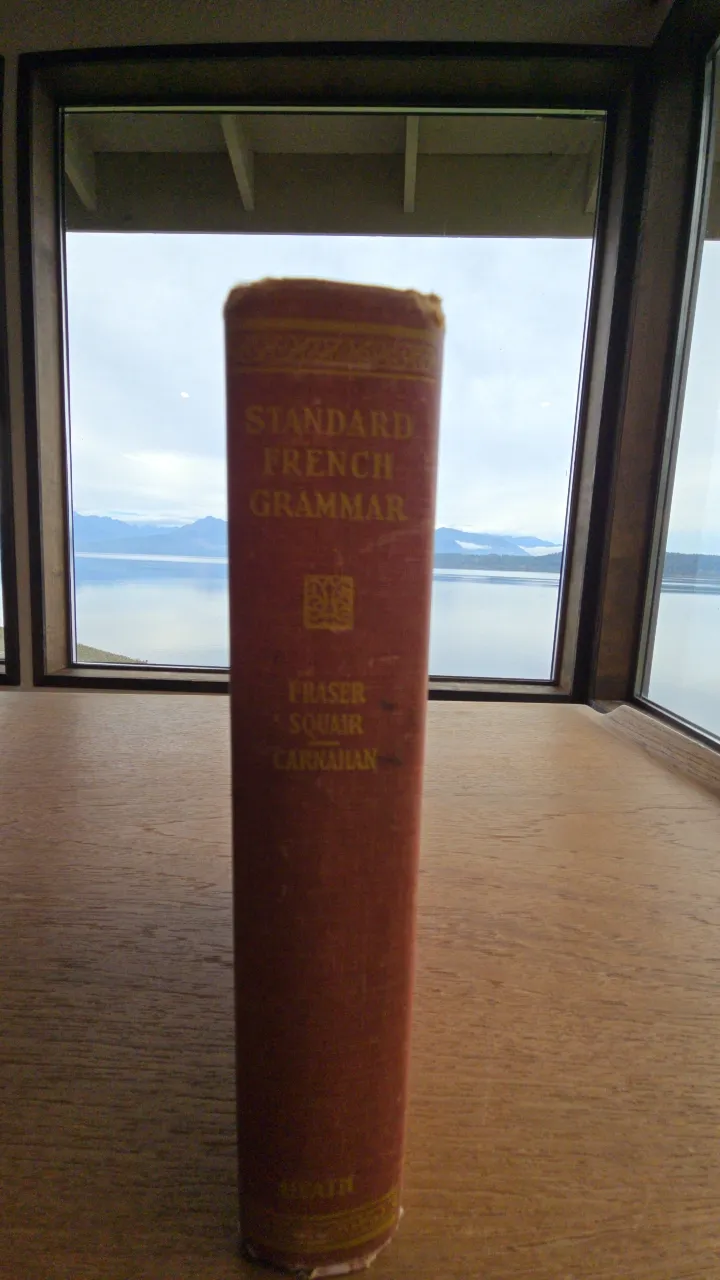 STANDARD
FRENCH
GRAMMAR
FRASER
SQUAIR
CARNAHAN
HEATH